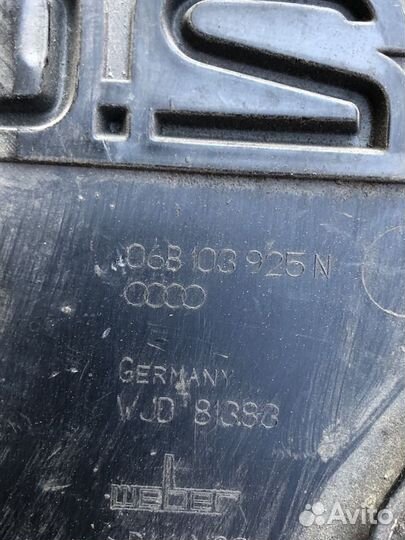 06B 103 925 N
GERMANY
WJD 81383
weber
Avito